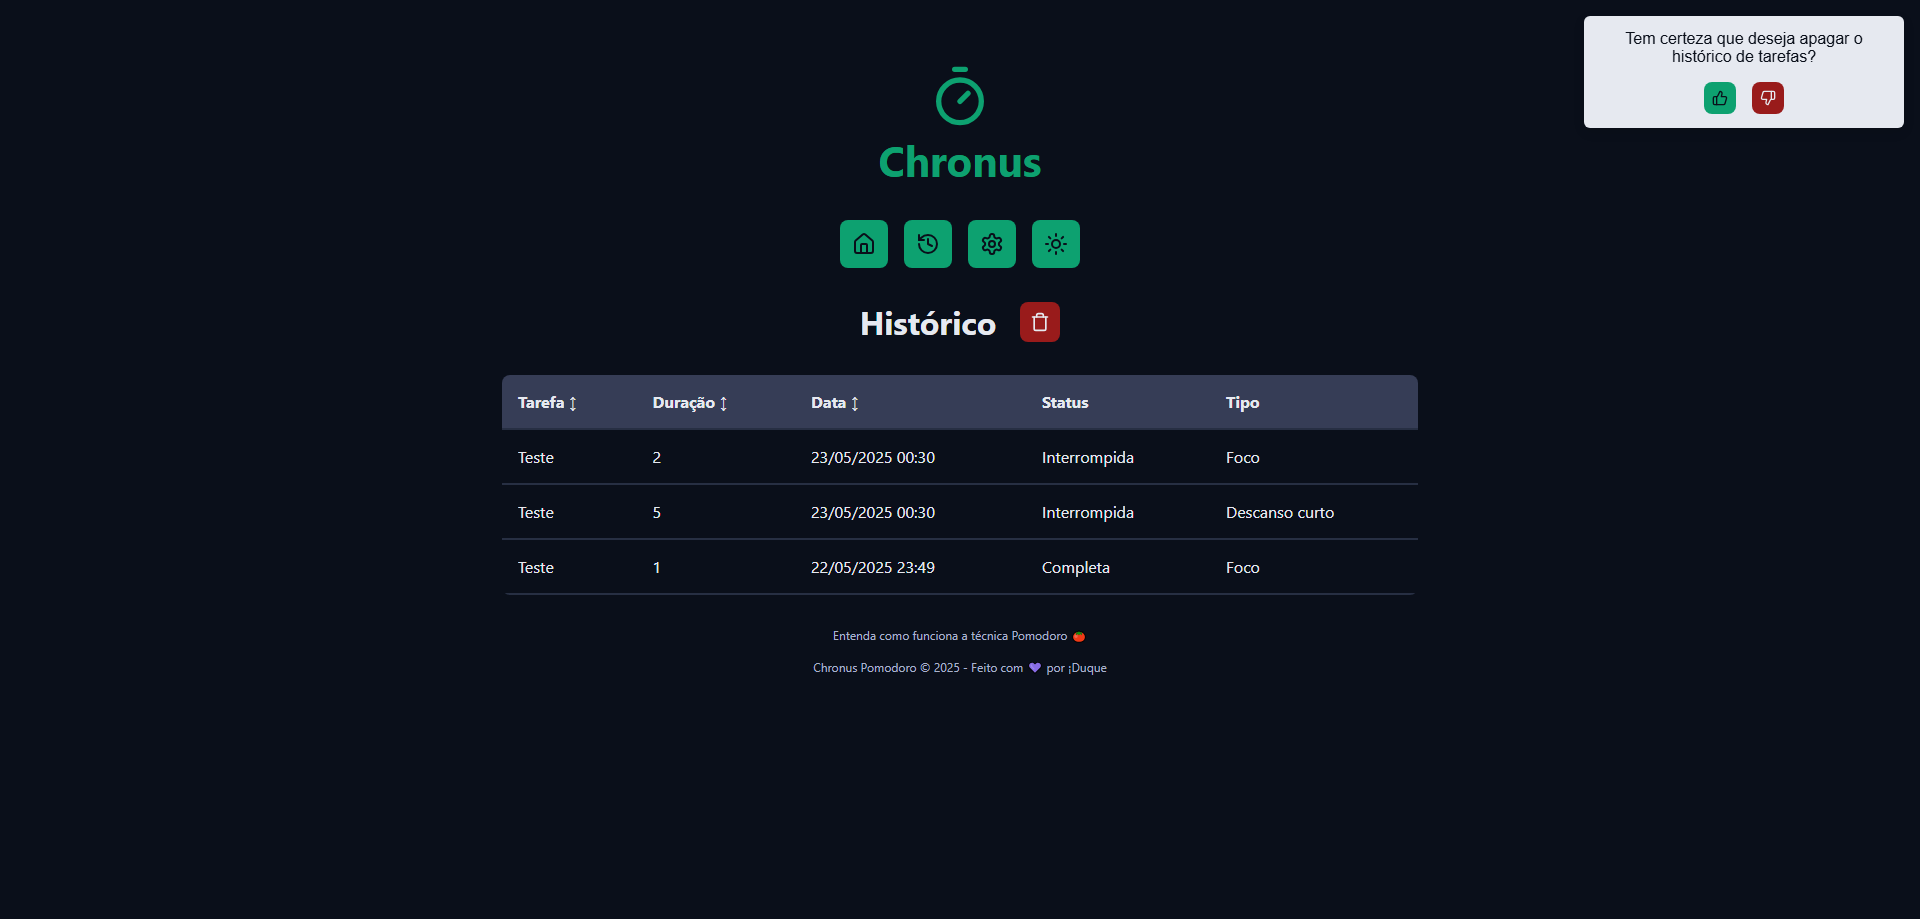 Tem certeza que deseja apagar o
histórico de tarefas?
Chronus
Histórico
Tarefa ↕ Duração ↕ Data ↕ Status Tipo
Teste 2 23/05/2025 00:30 Interrompida Foco
Teste 5 23/05/2025 00:30 Interrompida Descanso curto
Teste 1 22/05/2025 23:49 Completa Foco
Entenda como funciona a técnica Pomodoro 🍅
Chronus Pomodoro © 2025 - Feito com 💜 por ¡Duque